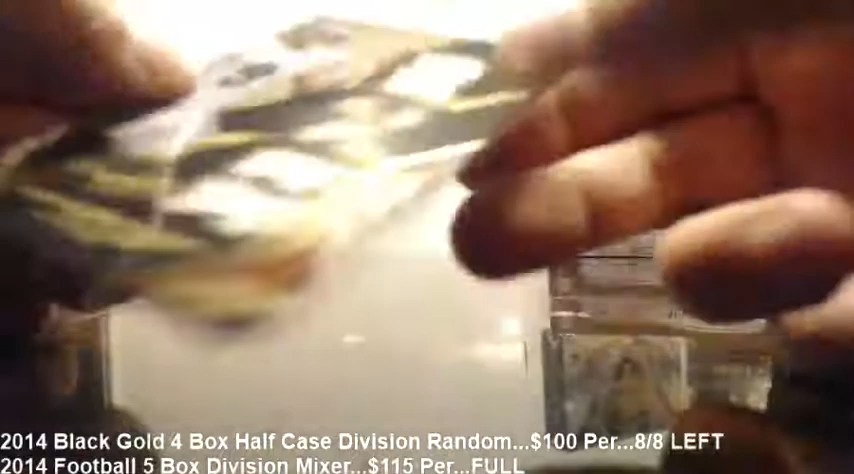 2014 Black Gold 4 Box Half Case Division Random...$100 Per...8/8 LEFT
2014 Football 5 Box Division Mixer...$115 Per...FULL